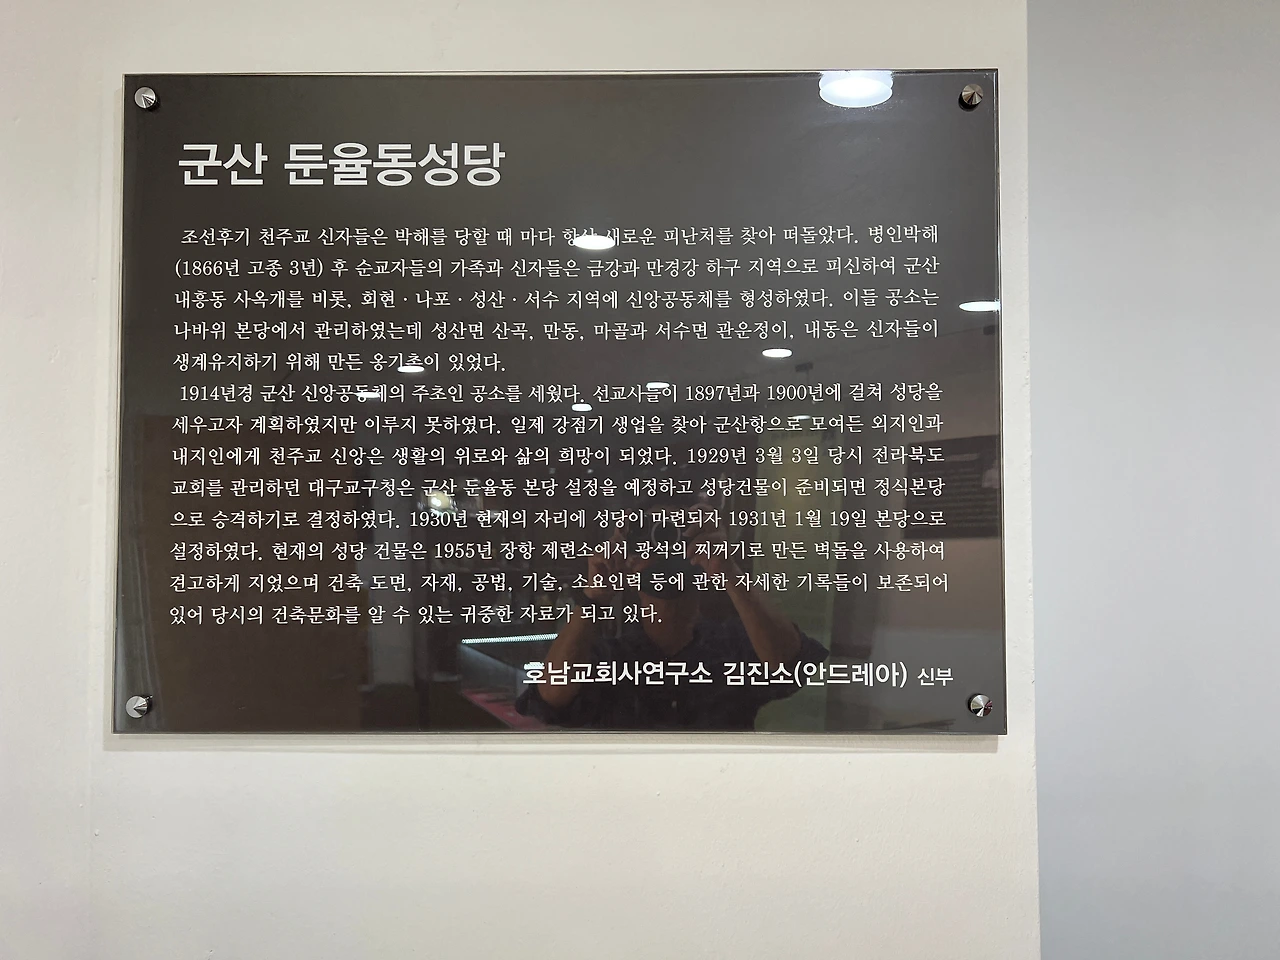 군산 둔율동성당
조선후기 천주교 신자들은 박해를 당할 때 마다 항상 새로운 피난처를 찾아 떠돌았다. 병인박해
(1866년 고종 3년) 후 순교자들의 가족과 신자들은 금강과 만경강 하구 지역으로 피신하여 군산
내흥동 사옥개를 비롯, 회현 · 나포 · 성산 · 서수 지역에 신앙공동체를 형성하였다. 이들 공소는
나바위 본당에서 관리하였는데 성산면 산곡, 만동, 마골과 서수면 관운정이, 내동은 신자들이
생계유지하기 위해 만든 옹기촌이 있었다.
1914년경 군산 신앙공동체의 주초인 공소를 세웠다. 선교사들이 1897년과 1900년에 걸쳐 성당을
세우고자 계획하였지만 이루지 못하였다. 일제 강점기 생업을 찾아 군산항으로 모여든 외지인과
내지인에게 천주교 신앙은 생활의 위로와 삶의 희망이 되었다. 1929년 3월 3일 당시 전라북도
교회를 관리하던 대구교구청은 군산 둔율동 본당 설정을 예정하고 성당건물이 준비되면 정식본당
으로 승격하기로 결정하였다. 1930년 현재의 자리에 성당이 마련되자 1931년 1월 19일 본당으로
설정하였다. 현재의 성당 건물은 1955년 장항 제련소에서 광석의 찌꺼기로 만든 벽돌을 사용하여
견고하게 지었으며 건축 도면, 자재, 공법, 기술, 소요인력 등에 관한 자세한 기록들이 보존되어
있어 당시의 건축문화를 알 수 있는 귀중한 자료가 되고 있다.
호남교회사연구소 김진소(안드레아) 신부